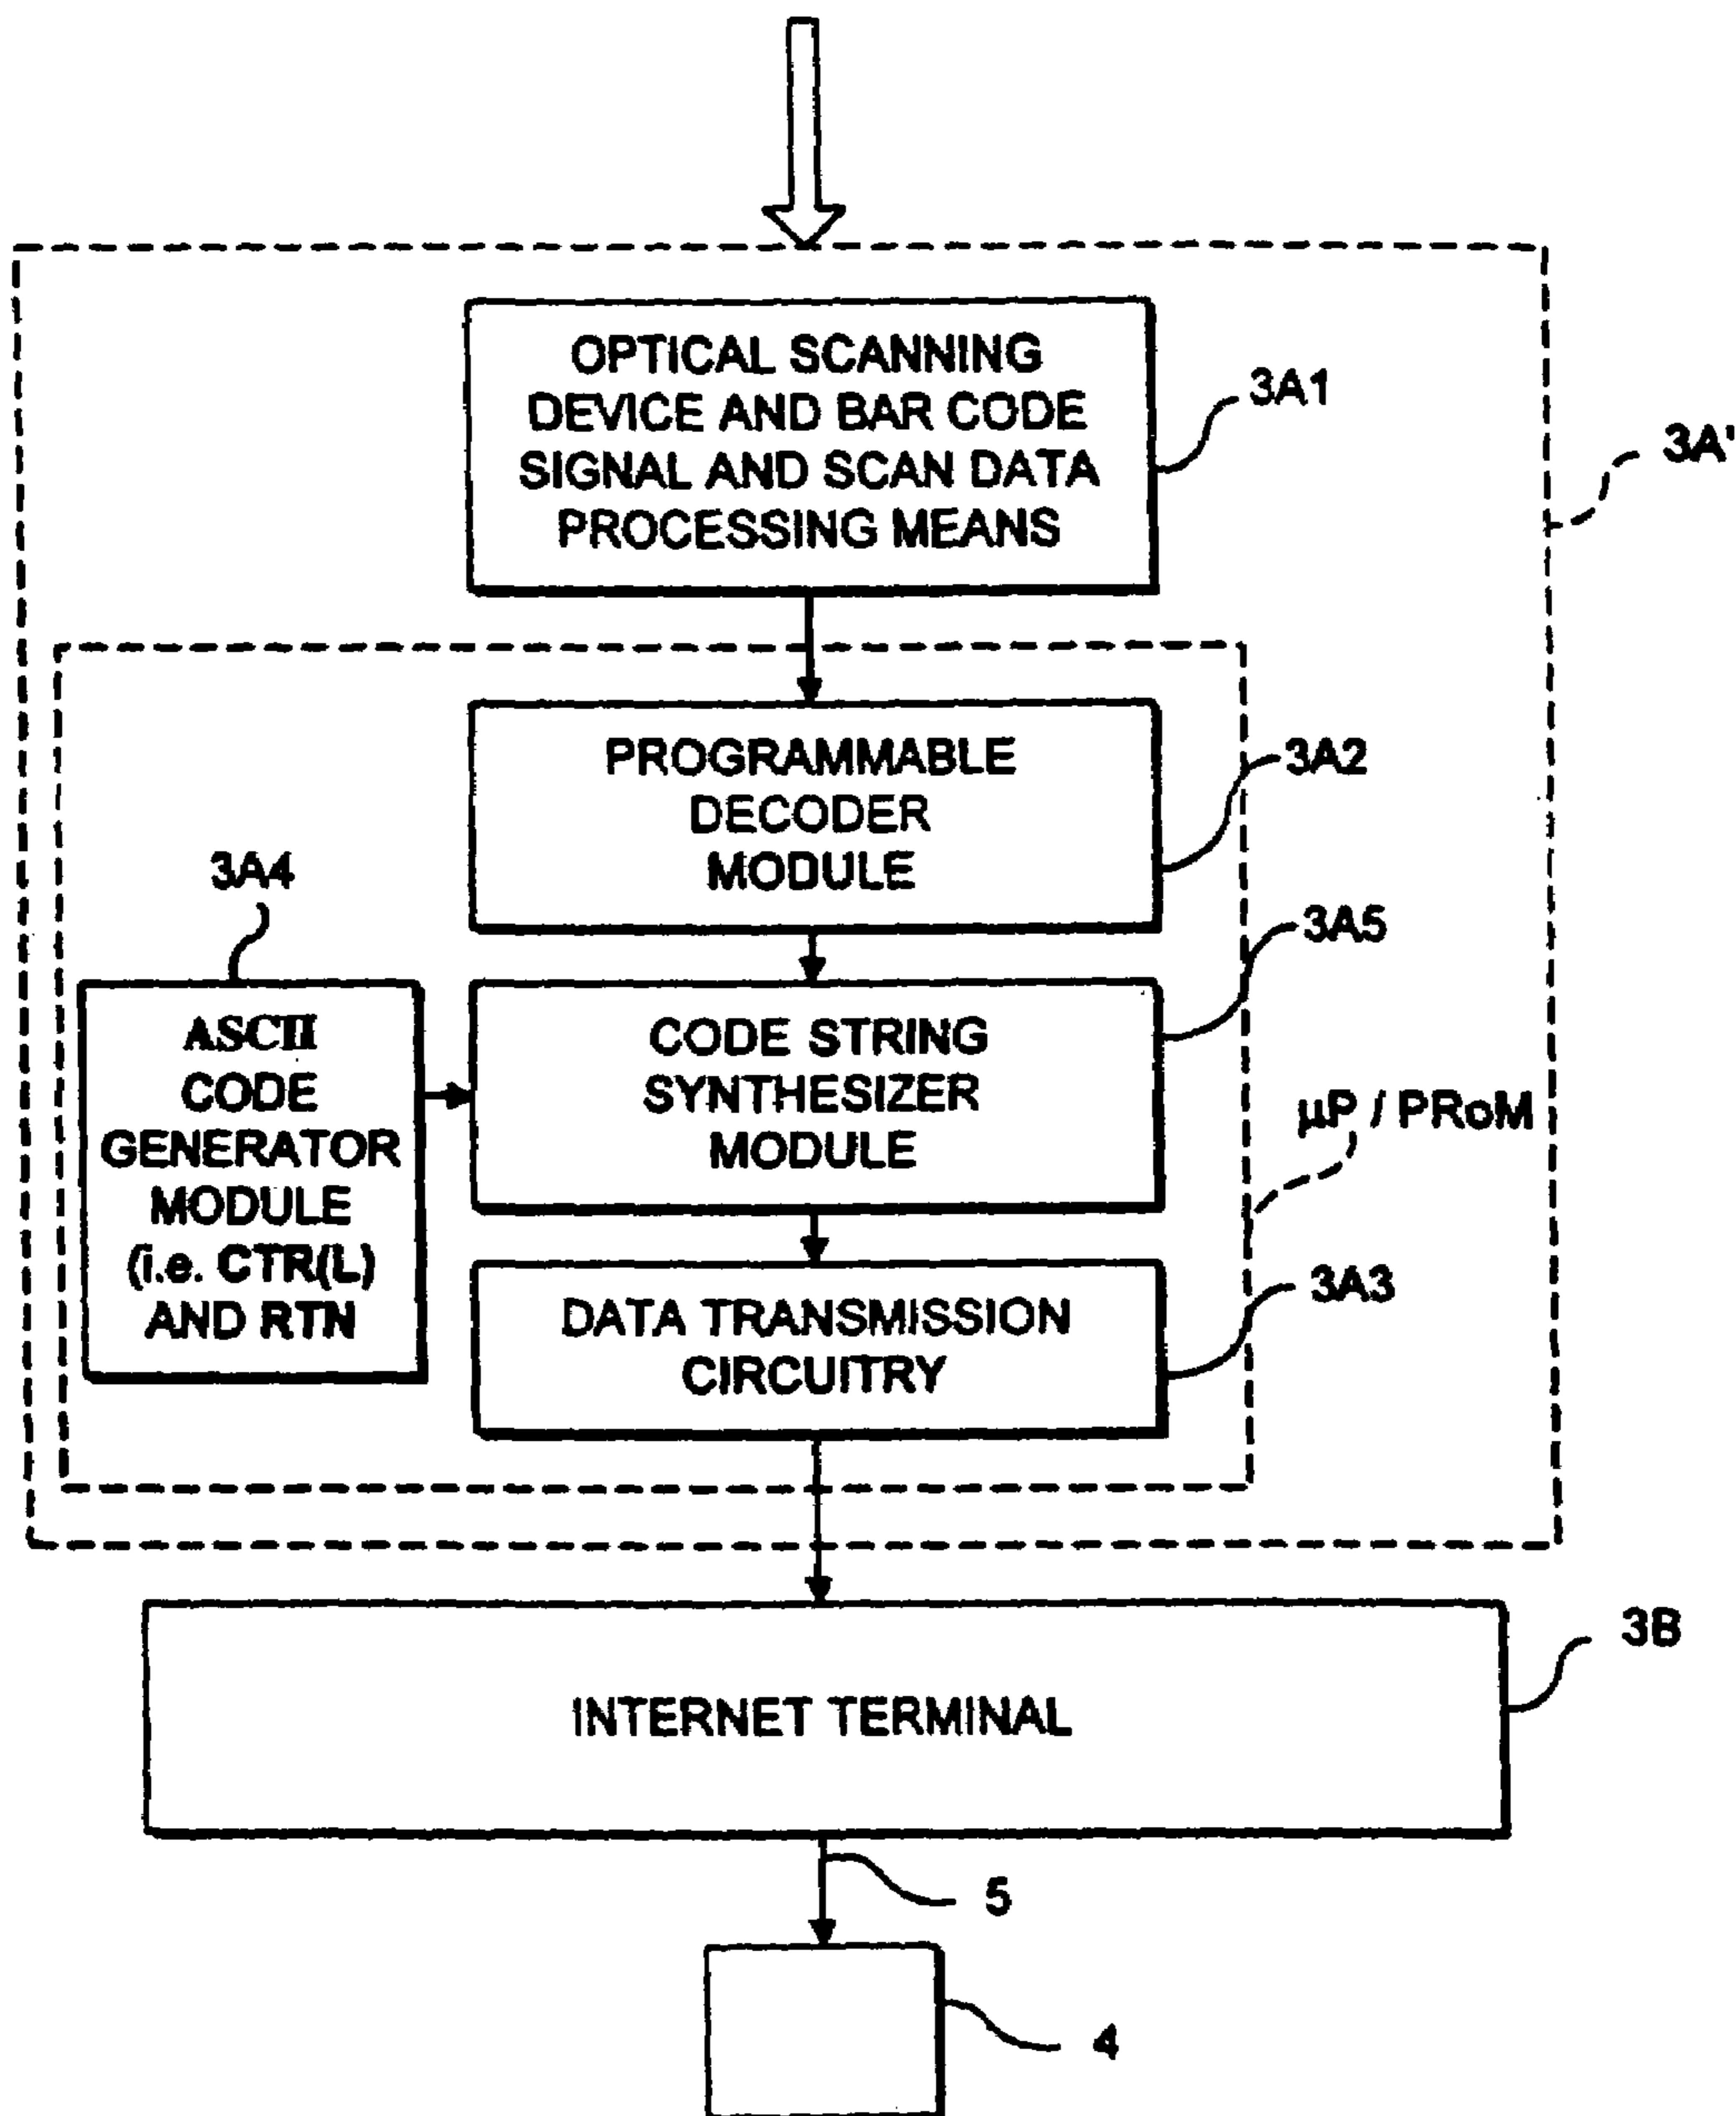 OPTICAL SCANNING
DEVICE AND BAR CODE
SIGNAL AND SCAN DATA
PROCESSING MEANS
3A1
3A'
PROGRAMMABLE
DECODER
MODULE
3A2
3A4
3A5
ASCII
CODE
GENERATOR
MODULE
(i.e. CTR(L)
AND RTN
CODE STRING
SYNTHESIZER
MODULE
µP / PRoM
DATA TRANSMISSION
CIRCUITRY
3A3
INTERNET TERMINAL
3B
5
4